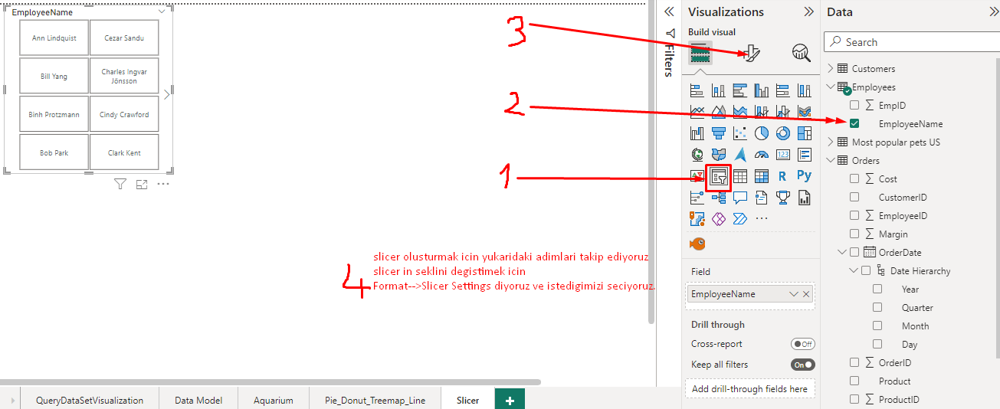 EmployeeName
Ann Lindquist
Cezar Sandu
Bill Yang
Charles Ingvar
Jönsson
Binh Protzmann
Cindy Crawford
Bob Park
Clark Kent
3
2
1
4
slicer olusturmak icin yukaridaki adimlari takip ediyoruz
slicer in seklini degistimek icin
Format-->Slicer Settings diyoruz ve istedigimizi seciyoruz.
Filters
Visualizations
Build visual
123
R
Py
Field
EmployeeName
Drill through
Cross-report
Off
Keep all filters
On
Add drill-through fields here
Data
Search
Customers
Employees
EmpID
EmployeeName
Most popular pets US
Orders
Cost
CustomerID
EmployeeID
Margin
OrderDate
Date Hierarchy
Year
Quarter
Month
Day
OrderID
Product
ProductID
QueryDataSetVisualization
Data Model
Aquarium
Pie_Donut_Treemap_Line
Slicer